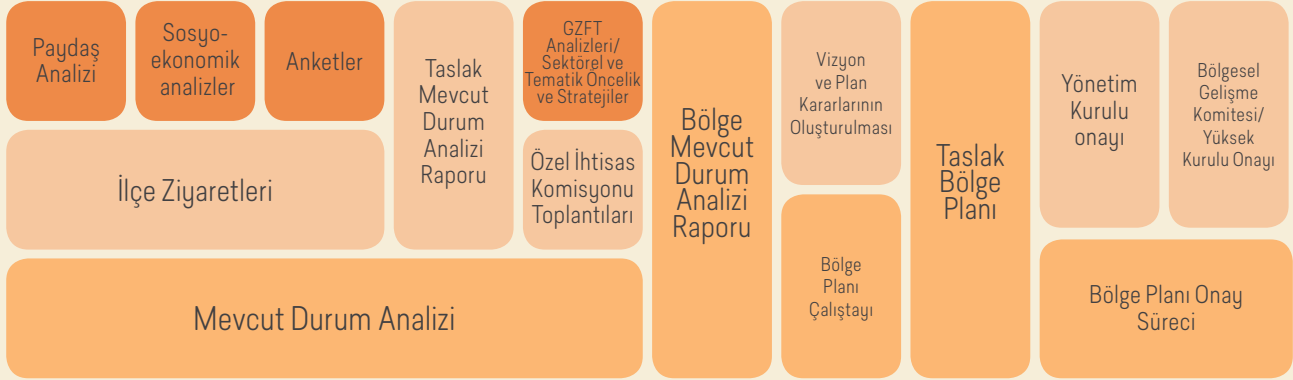 Paydaş
Analizi
Sosyo-
ekonomik
analizler
Anketler
İlçe Ziyaretleri
Taslak
Mevcut
Durum
Analizi
Raporu
GZFT
Analizleri/
Sektörel ve
Tematik Öncelik
ve Stratejiler
Özel İhtisas
Komisyonu
Toplantıları
Mevcut Durum Analizi
Bölge
Mevcut
Durum
Analizi
Raporu
Vizyon
ve Plan
Kararlarının
Oluşturulması
Bölge
Planı
Çalıştayı
Taslak
Bölge
Planı
Yönetim
Kurulu
onayı
Bölgesel
Gelişme
Komitesi/
Yüksek
Kurulu Onayı
Bölge Planı Onay
Süreci